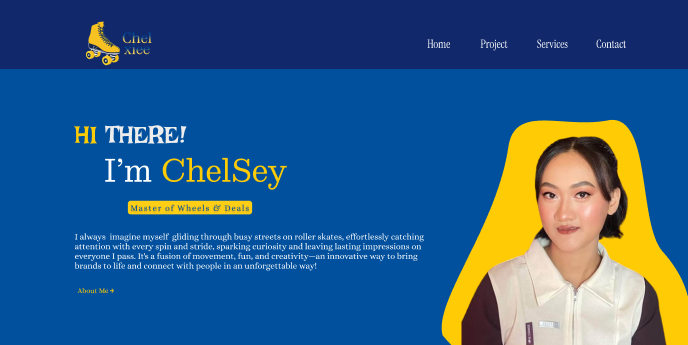 Chel
xiee
Home Project Services Contact
HI THERE!
I'm ChelSey
Master of Wheels & Deals
I always imagine myself gliding through busy streets on roller skates, effortlessly catching
attention with every spin and stride, sparking curiosity and leaving lasting impressions on
everyone I pass. It's a fusion of movement, fun, and creativity—an innovative way to bring
brands to life and connect with people in an unforgettable way!
About Me →